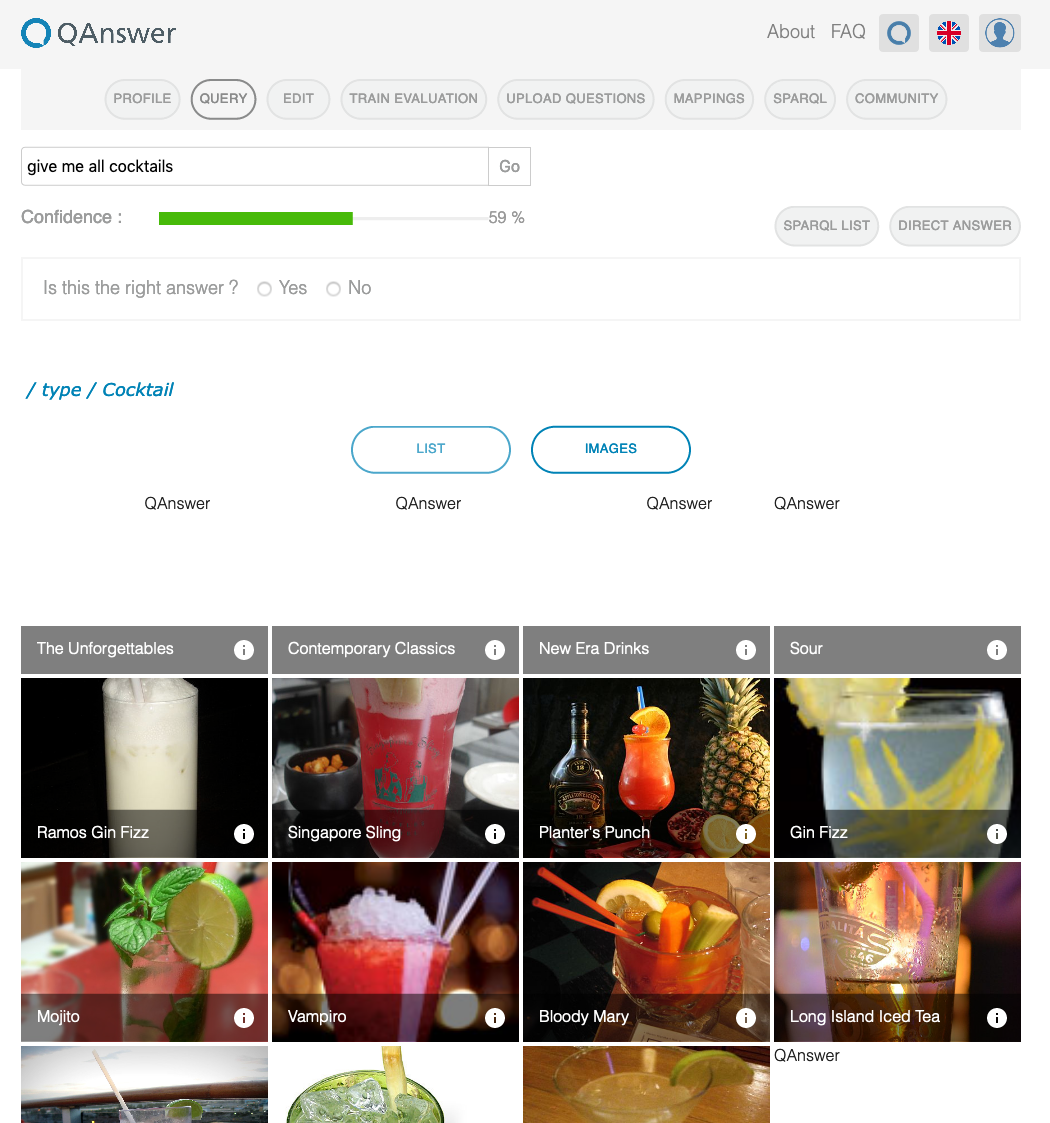 QAnswer
About FAQ
PROFILE QUERY EDIT TRAIN EVALUATION UPLOAD QUESTIONS MAPPINGS SPARQL COMMUNITY
give me all cocktails Go
Confidence : 59 %
SPARQL LIST DIRECT ANSWER
Is this the right answer ? Yes No
/ type / Cocktail
LIST IMAGES
QAnswer QAnswer QAnswer QAnswer
The Unforgettables Contemporary Classics New Era Drinks Sour
Ramos Gin Fizz Singapore Sling Planter's Punch Gin Fizz
Mojito Vampiro Bloody Mary Long Island Iced Tea
QAnswer